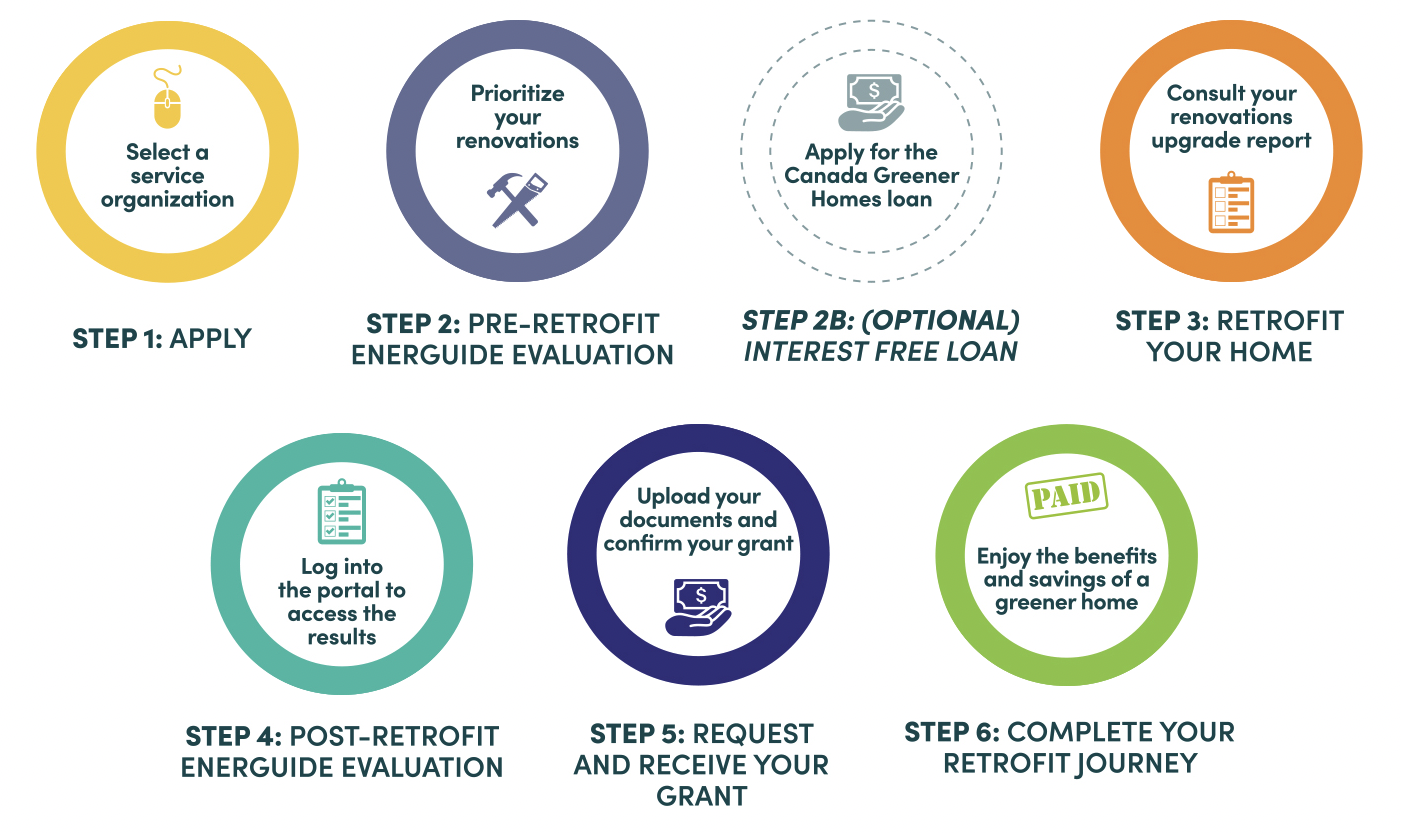 Select a
service
organization
STEP 1: APPLY
Prioritize
your
renovations
STEP 2: PRE-RETROFIT
ENERGUIDE EVALUATION
$
Apply for the
Canada Greener
Homes loan
STEP 2B: (OPTIONAL)
INTEREST FREE LOAN
Consult your
renovations
upgrade report
STEP 3: RETROFIT
YOUR HOME
Log into
the portal to
access the
results
STEP 4: POST-RETROFIT
ENERGUIDE EVALUATION
Upload your
documents and
confirm your grant
$
STEP 5: REQUEST
AND RECEIVE YOUR
GRANT
PAID
Enjoy the benefits
and savings of a
greener home
STEP 6: COMPLETE YOUR
RETROFIT JOURNEY